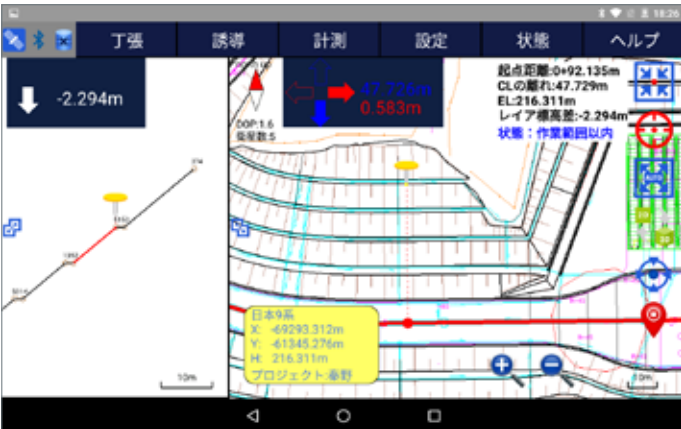 18:26
丁張 誘導 計測 設定 状態 ヘルプ
-2.294m
47.726m
0.583m
DOP:1.6
衛星数:5
起点距離:0+92.135m
CLの離れ:47.729m
EL:216.311m
レイア標高差:-2.294m
状態：作業範囲以内
AUTO
日本9系
X: -69293.312m
Y: -61345.276m
H: 216.311m
プロジェクト:秦野
10m
10m